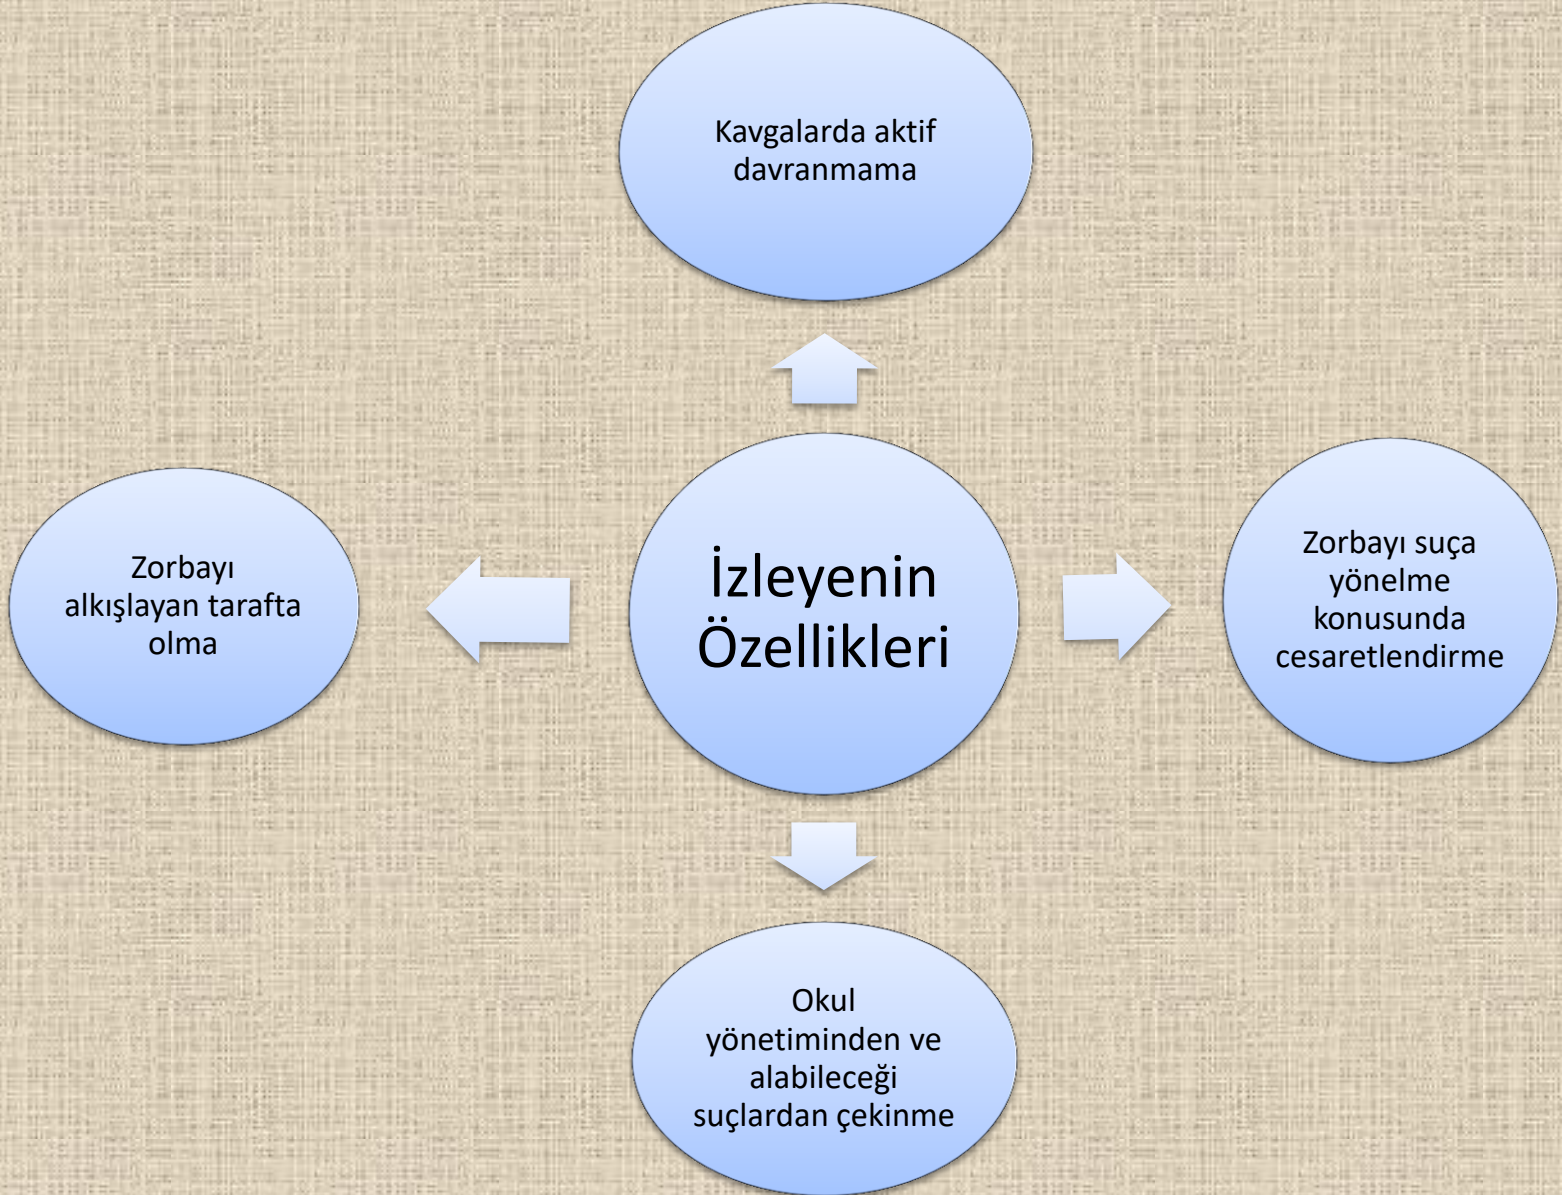 Kavgalarda aktif
davranmama
Zorbayı
alkışlayan tarafta
olma
İzleyenin
Özellikleri
Zorbayı suça
yönelme
konusunda
cesaretlendirme
Okul
yönetiminden ve
alabileceği
suçlardan çekinme